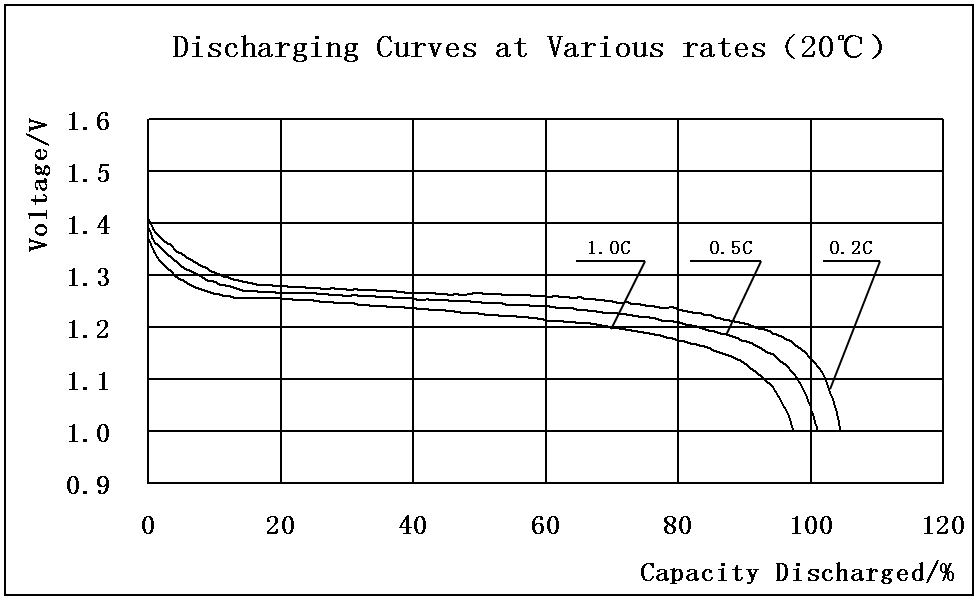 Discharging Curves at Various rates（20℃）
Voltage/V
1.6
1.5
1.4
1.3
1.2
1.1
1.0
0.9
1.0C 0.5C 0.2C
0 20 40 60 80 100 120
Capacity Discharged/%